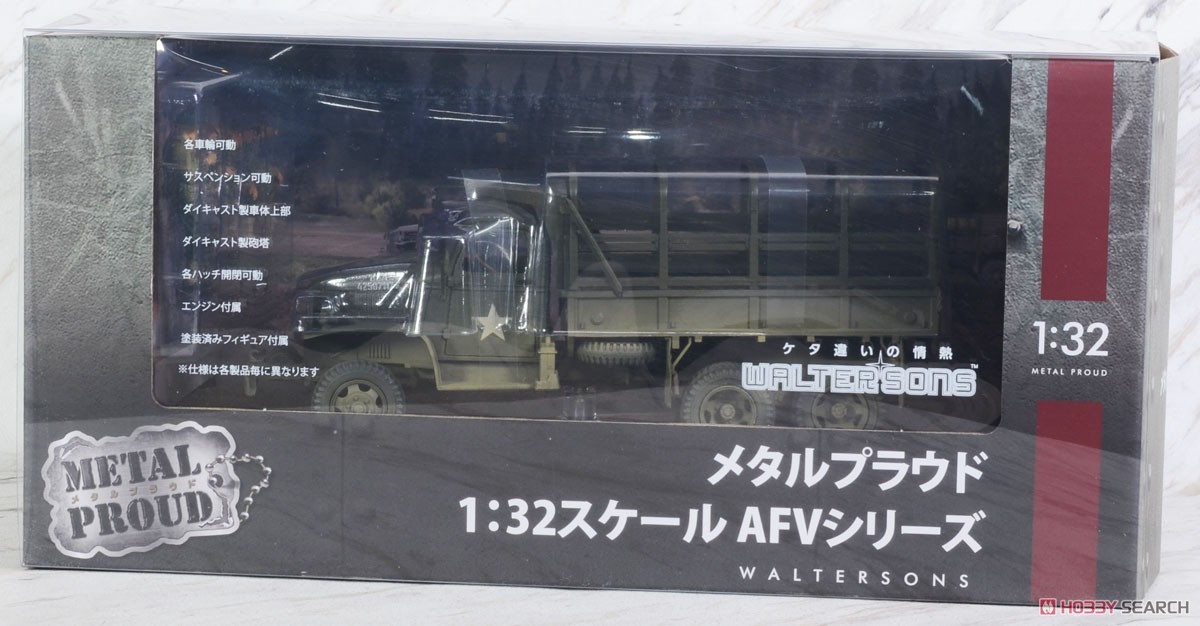 各車輪可動
サスペンション可動
ダイキャスト製車体上部
ダイキャスト製砲塔
各ハッチ開閉可動
エンジン付属
塗装済みフィギュア付属
※仕様は各製品毎に異なります
ケタ違いの情熱
WALTERSONS™
1:32
METAL PROUD
METAL
メタルプラウド
PROUD
メタルプラウド
1:32スケール AFVシリーズ
WALTERSONS
HOBBY-SEARCH